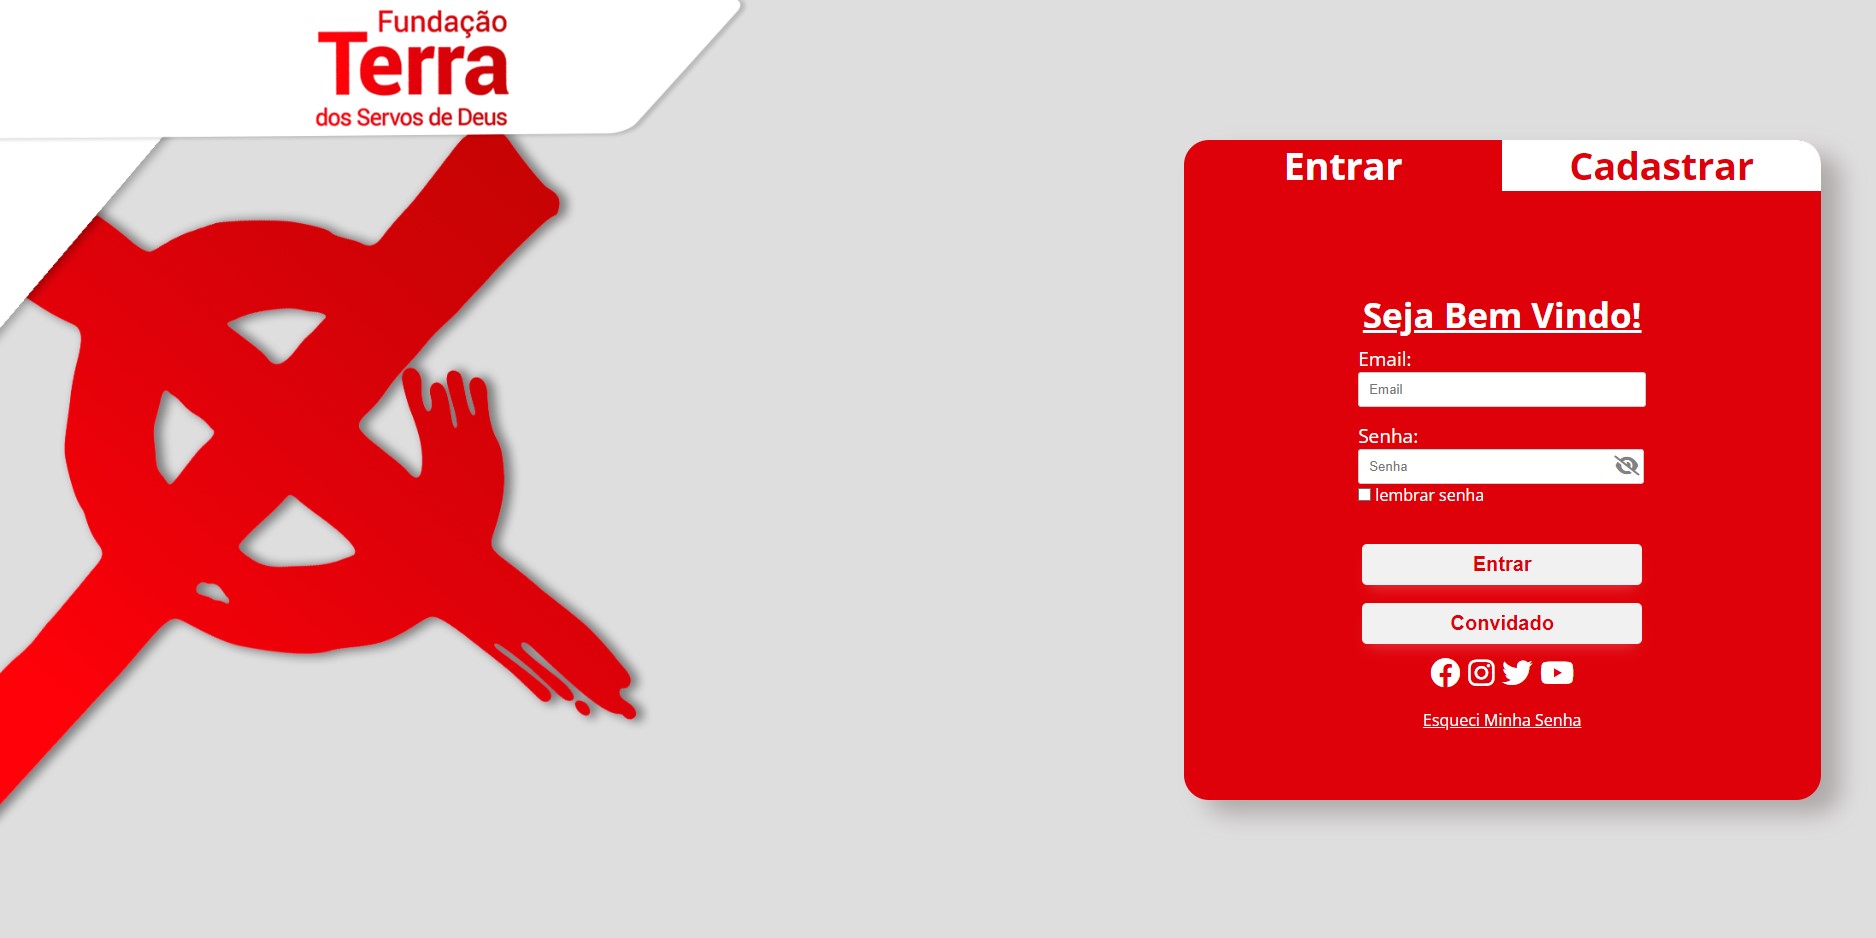 Fundação
Terra
dos Servos de Deus
Entrar
Cadastrar
Seja Bem Vindo!
Email:
Email
Senha:
Senha
lembrar senha
Entrar
Convidado
Esqueci Minha Senha